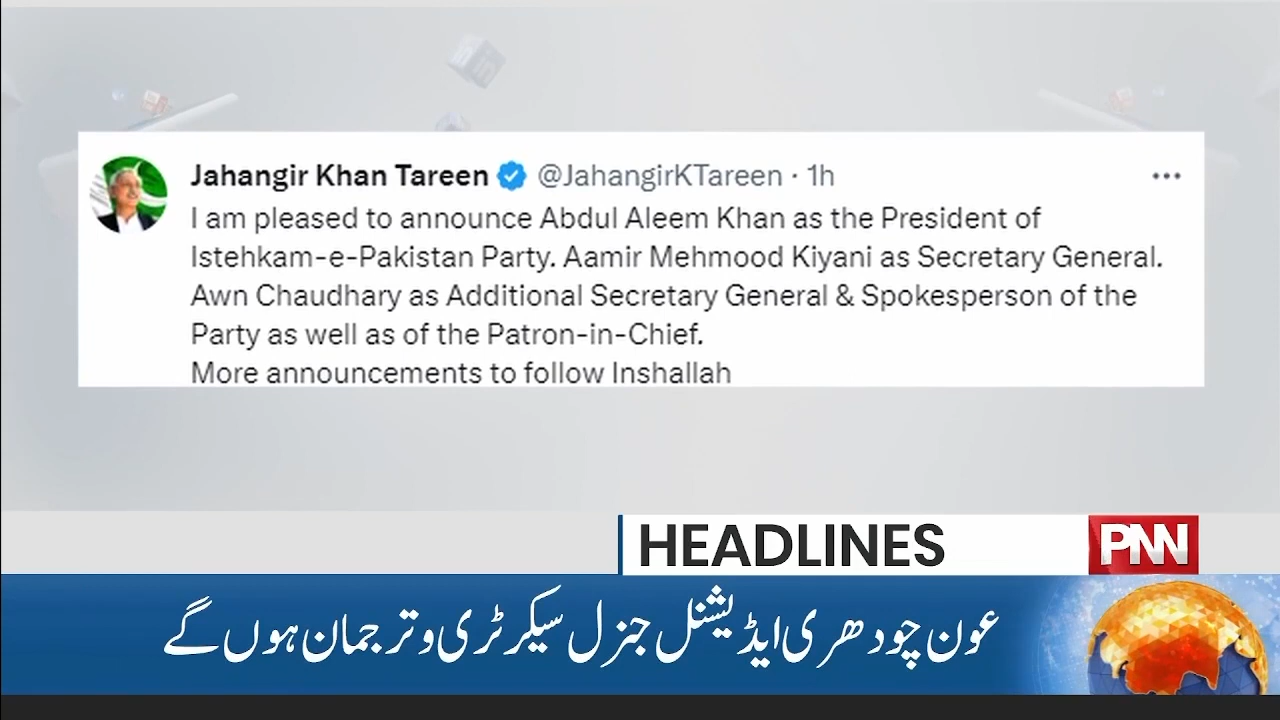 Jahangir Khan Tareen @JahangirKTareen · 1h
I am pleased to announce Abdul Aleem Khan as the President of
Istehkam-e-Pakistan Party. Aamir Mehmood Kiyani as Secretary General.
Awn Chaudhary as Additional Secretary General & Spokesperson of the
Party as well as of the Patron-in-Chief.
More announcements to follow Inshallah
HEADLINES
PNN
عون چودھری ایڈیشنل جنرل سیکرٹری و ترجمان ہوں گے